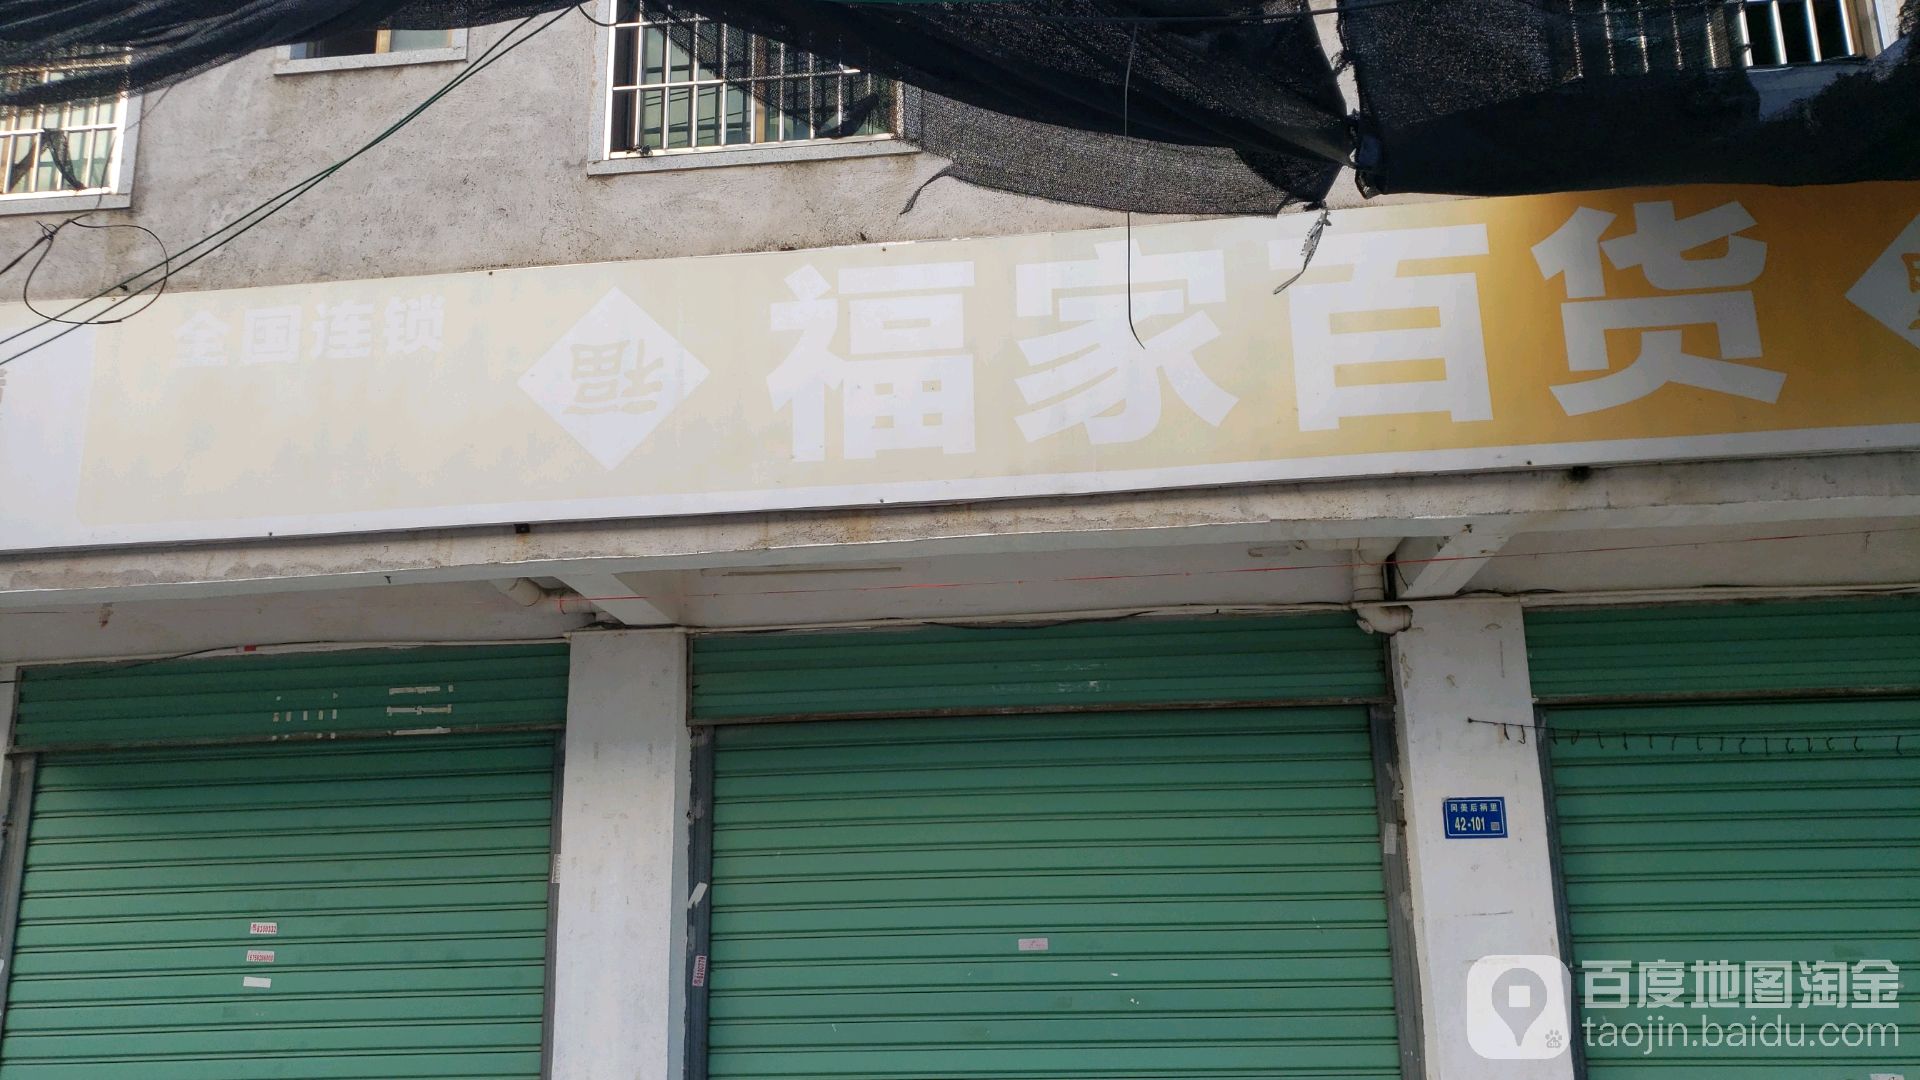 全国连锁
福
福家百货
42-101
百度地图淘金
taojin.baidu.com